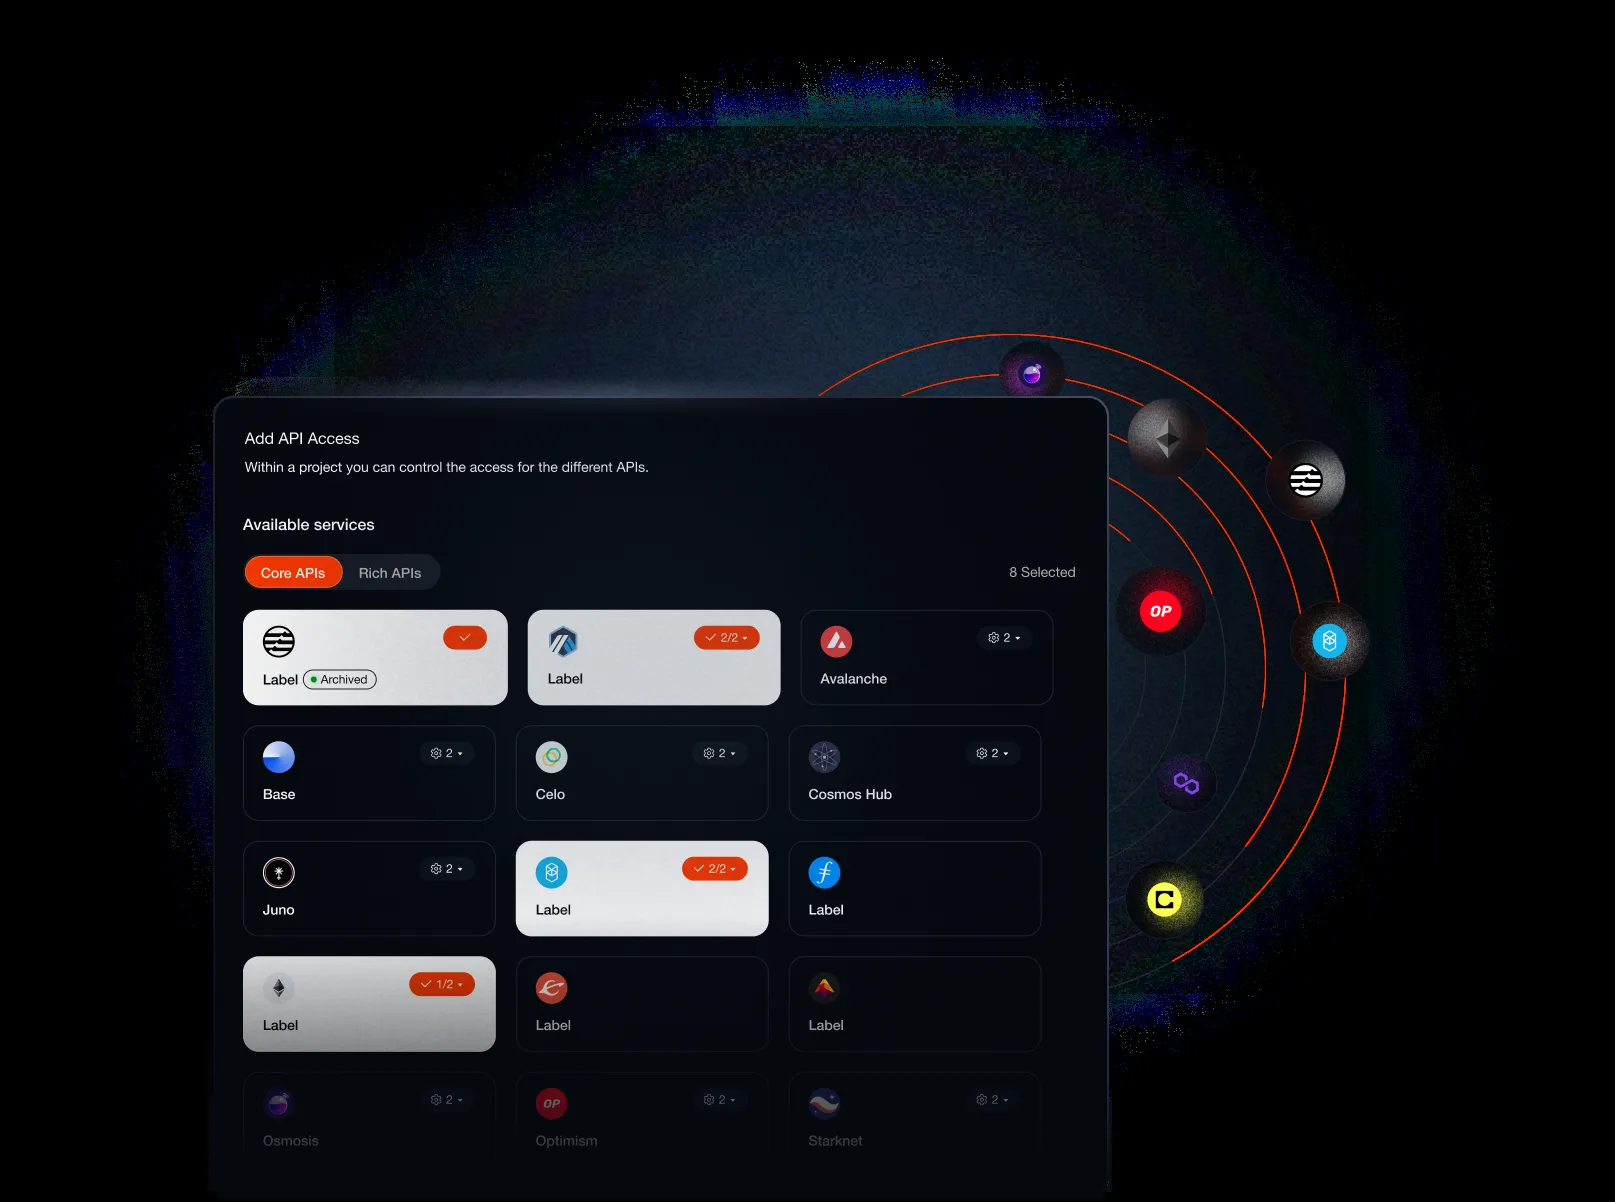 Add API Access
Within a project you can control the access for the different APIs.
Available services
Core APIs Rich APIs 8 Selected
Label Archived
2/2
Label
2
Avalanche
2
Base
2
Celo
2
Cosmos Hub
2
Juno
2/2
Label
Label
1/2
Label
Label
Label
2
Osmosis
OP 2
Optimism
2
Starknet
OP